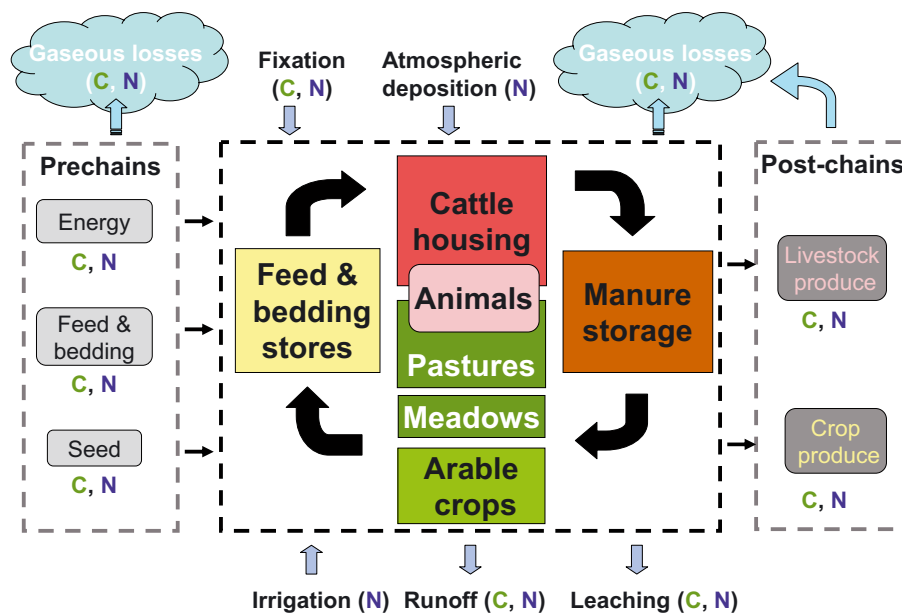 Gaseous losses
(C, N)
Fixation
(C, N)
Atmospheric
deposition (N)
Gaseous losses
(C, N)
Prechains
Energy
C, N
Feed &
bedding
C, N
Seed
C, N
Feed &
bedding
stores
Cattle
housing
Animals
Pastures
Meadows
Arable
crops
Manure
storage
Post-chains
Livestock
produce
C, N
Crop
produce
C, N
Irrigation (N)
Runoff (C, N)
Leaching (C, N)